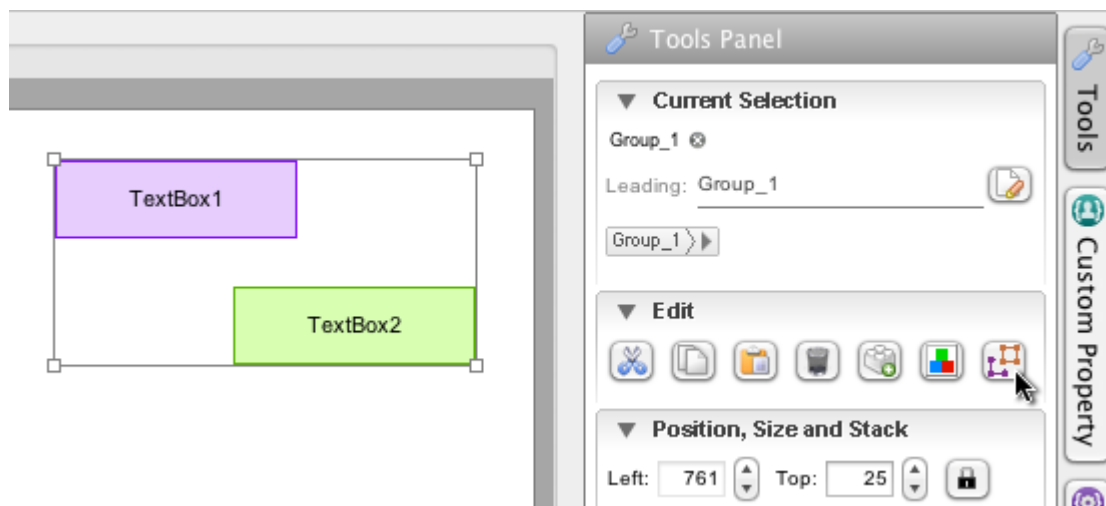 Tools Panel
Current Selection
Group_1
Leading: Group_1
Group_1
TextBox1
TextBox2
Edit
Position, Size and Stack
Left: 761 Top: 25
Tools
Custom Property